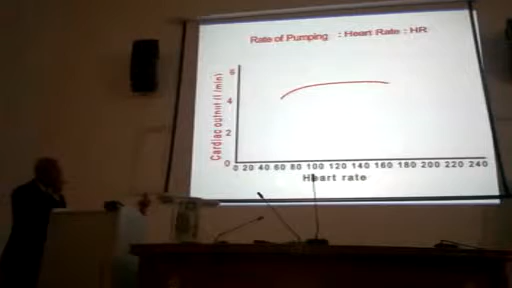 Rate of Pumping : Heart Rate : HR
Cardiac output (l/min)
6
4
2
0
0 20 40 60 80 100 120 140 160 180 200 220 240
Heart rate